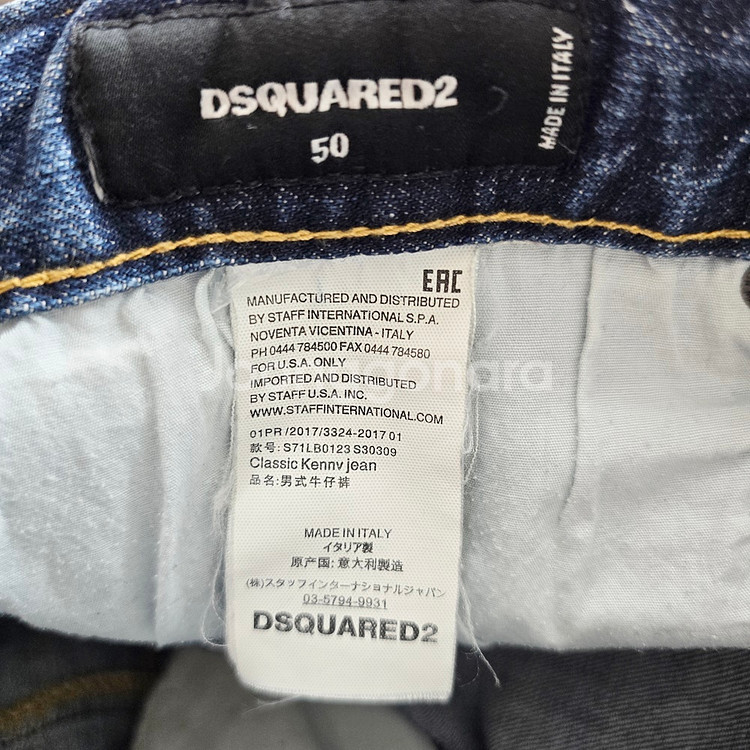 DSQUARED2
50
MADE IN ITALY
EAC
MANUFACTURED AND DISTRIBUTED
BY STAFF INTERNATIONAL S.P.A.
NOVENTA VICENTINA - ITALY
PH 0444 784500 FAX 0444 784580
FOR U.S.A. ONLY
IMPORTED AND DISTRIBUTED
BY STAFF U.S.A. INC.
WWW.STAFFINTERNATIONAL.COM
01PR/2017/3324-2017 01
款号: S71LB0123 S30309
Classic Kenny jean
品名: 男式牛仔裤
MADE IN ITALY
イタリア製
原产国: 意大利製造
(株)スタッフインターナショナルジャパン
03-5794-9931
DSQUARED2